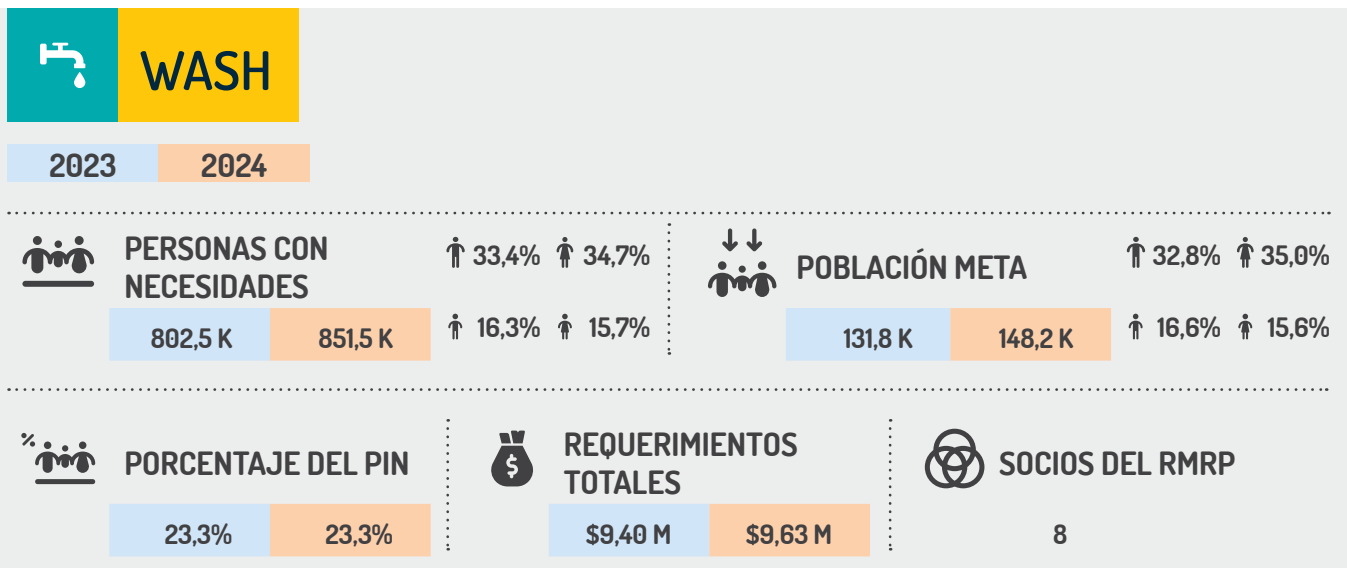 WASH
2023 2024
PERSONAS CON
NECESIDADES
33,4% 34,7%
802,5 K 851,5 K
16,3% 15,7%
POBLACIÓN META
32,8% 35,0%
131,8 K 148,2 K
16,6% 15,6%
%
PORCENTAJE DEL PIN
23,3% 23,3%
$
REQUERIMIENTOS
TOTALES
$9,40 M $9,63 M
SOCIOS DEL RMRP
8